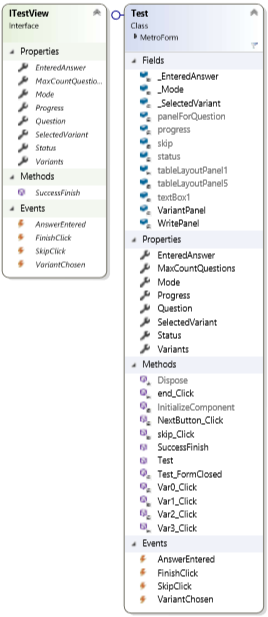 ITestView
Interface
Properties
EnteredAnswer
MaxCountQuestio...
Mode
Progress
Question
SelectedVariant
Status
Variants
Methods
SuccessFinish
Events
AnswerEntered
FinishClick
SkipClick
VariantChosen
Test
Class
MetroForm
Fields
_EnteredAnswer
_Mode
_SelectedVariant
panelForQuestion
progress
skip
status
tableLayoutPanel1
tableLayoutPanel5
textBox1
VariantPanel
WritePanel
Properties
EnteredAnswer
MaxCountQuestions
Mode
Progress
Question
SelectedVariant
Status
Variants
Methods
Dispose
end_Click
InitializeComponent
NextButton_Click
skip_Click
SuccessFinish
Test
Test_FormClosed
Var0_Click
Var1_Click
Var2_Click
Var3_Click
Events
AnswerEntered
FinishClick
SkipClick
VariantChosen